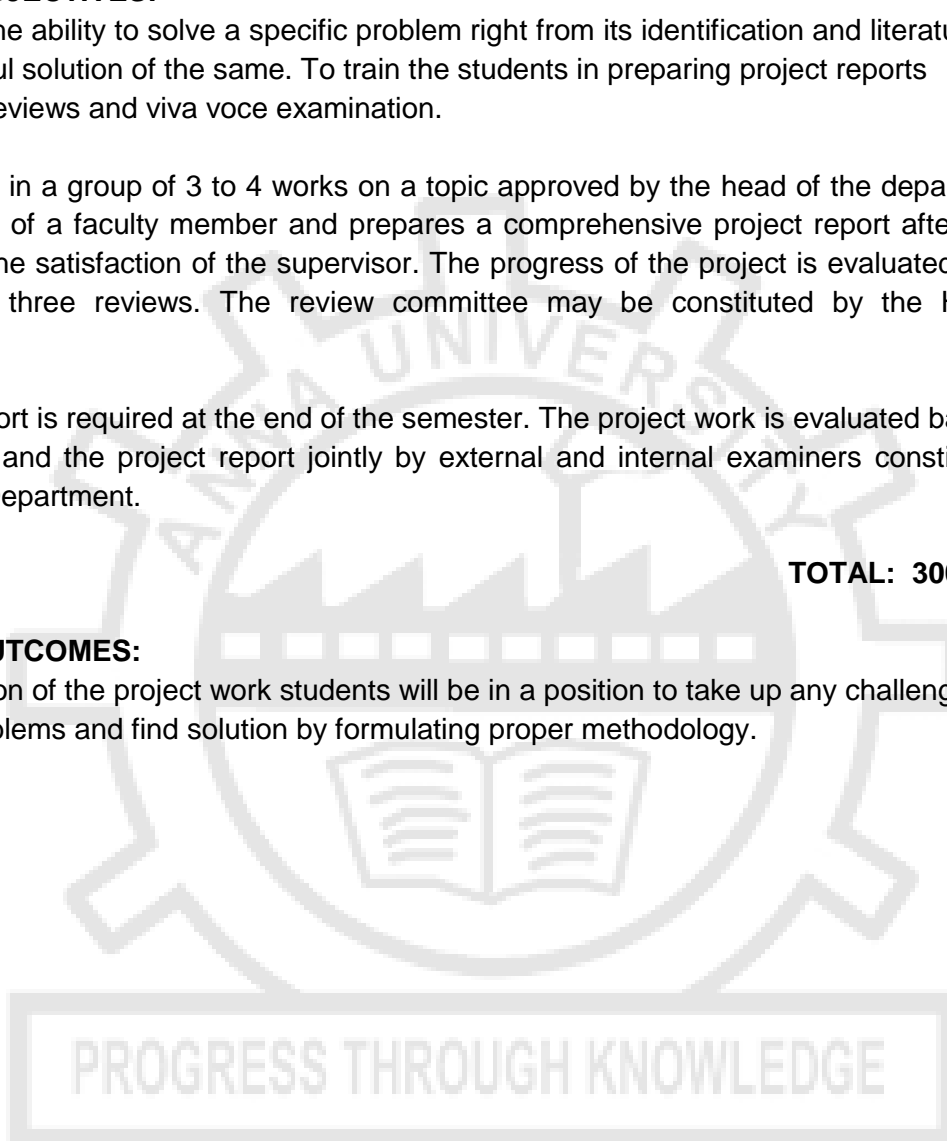 he ability to solve a specific problem right from its identification and literatu
ul solution of the same. To train the students in preparing project reports
eviews and viva voce examination.
in a group of 3 to 4 works on a topic approved by the head of the depa
of a faculty member and prepares a comprehensive project report afte
he satisfaction of the supervisor. The progress of the project is evaluated
three reviews. The review committee may be constituted by the
ort is required at the end of the semester. The project work is evaluated ba
and the project report jointly by external and internal examiners consti
epartment.
TOTAL: 300
UTCOMES:
on of the project work students will be in a position to take up any challeng
blems and find solution by formulating proper methodology.
ANNA UNIVERSITY
PROGRESS THROUGH KNOWLEDGE